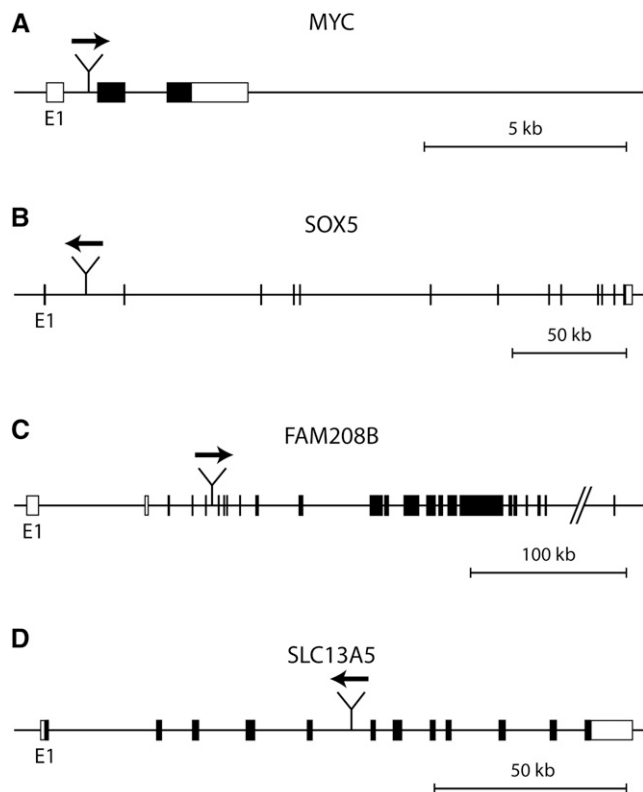 A
MYC
E1
5 kb
B
SOX5
E1
50 kb
C
FAM208B
E1
100 kb
D
SLC13A5
E1
50 kb